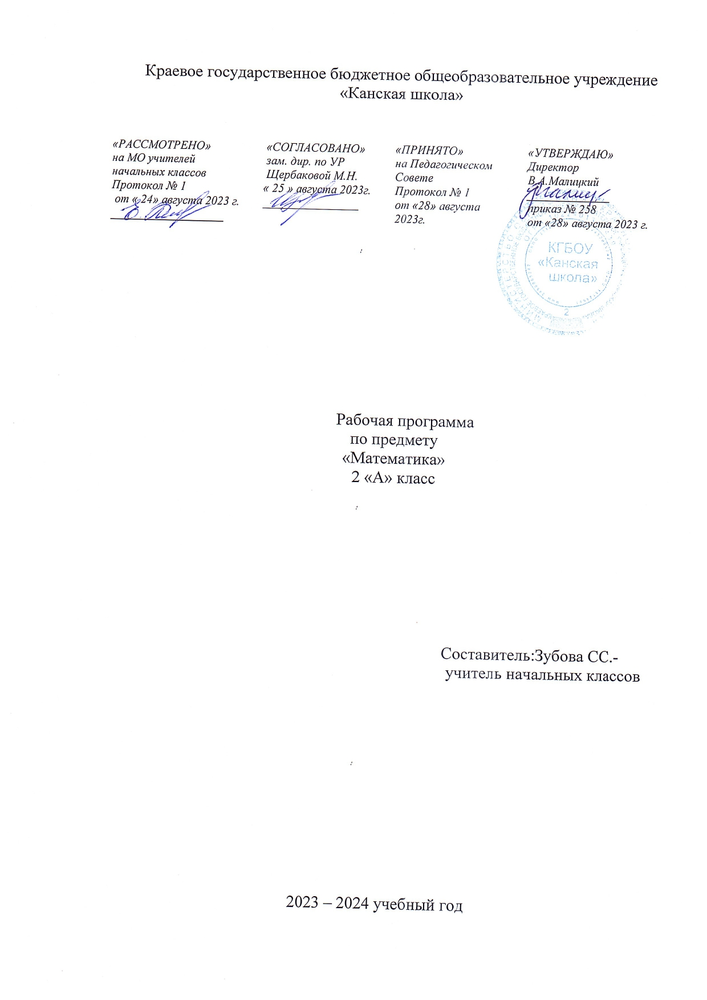 Краевое государственное бюджетное общеобразовательное учреждение
«Канская школа»
«РАССМОТРЕНО»
на МО учителей
начальных классов
Протокол № 1
от « 24» августа 2023 г.
«СОГЛАСОВАНО»
зам. дир. по УР
Щербаковой М.Н.
« 25 » августа 2023г.
«ПРИНЯТО»
на Педагогическом
Совете
Протокол № 1
от «28» августа
2023г.
«УТВЕРЖДАЮ»
Директор
В.А.Малицкий
приказ № 258
от «28» августа 2023 г.
КГБОУ
«Канская
школа»
2
Рабочая программа
по предмету
«Математика»
2 «А» класс
Составитель:Зубова СС.-
учитель начальных классов
2023 – 2024 учебный год